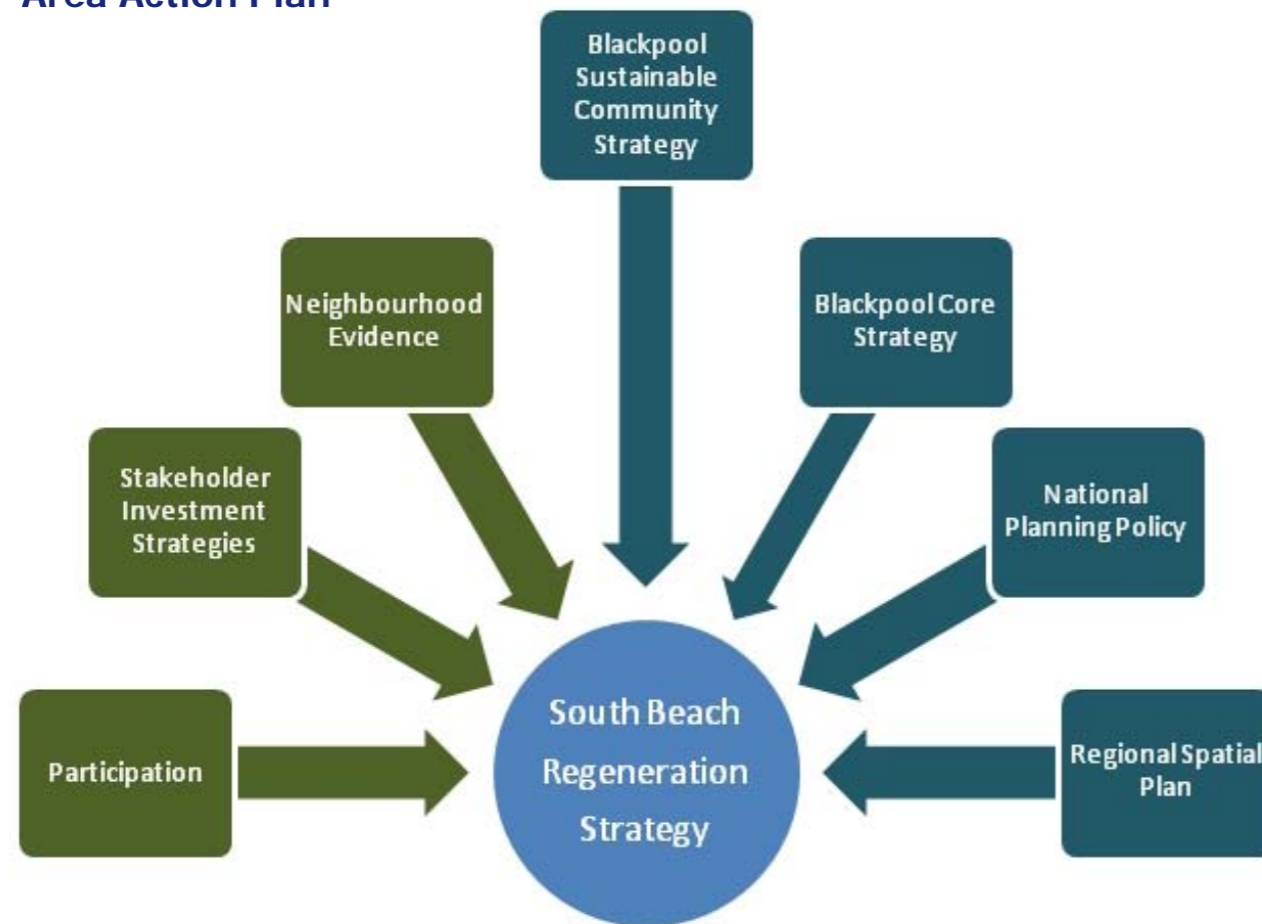 Area Action Plan
Blackpool
Sustainable
Community
Strategy
Neighbourhood
Evidence
Blackpool Core
Strategy
Stakeholder
Investment
Strategies
National
Planning Policy
Participation
South Beach
Regeneration
Strategy
Regional Spatial
Plan